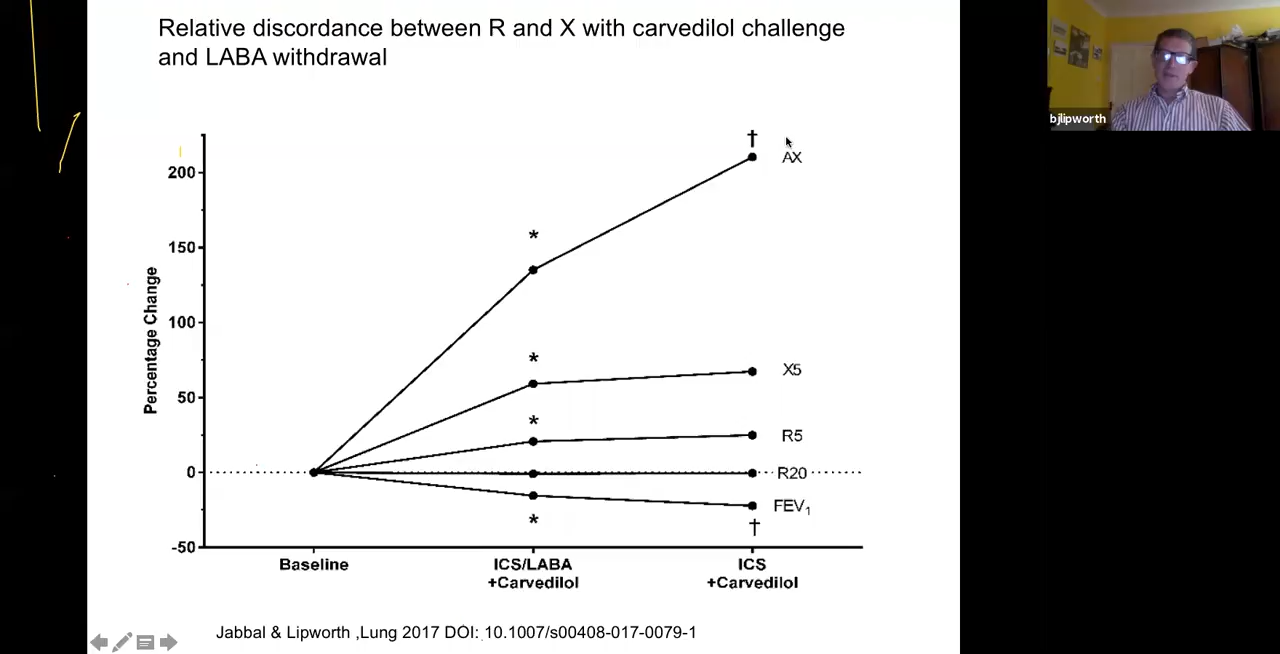 Relative discordance between R and X with carvedilol challenge
and LABA withdrawal
bjlipworth
†
AX
200
*
150
Percentage Change
100
*
X5
50
*
R5
0
R20
FEV₁
*
†
-50
Baseline
ICS/LABA
+Carvedilol
ICS
+Carvedilol
Jabbal & Lipworth ,Lung 2017 DOI: 10.1007/s00408-017-0079-1